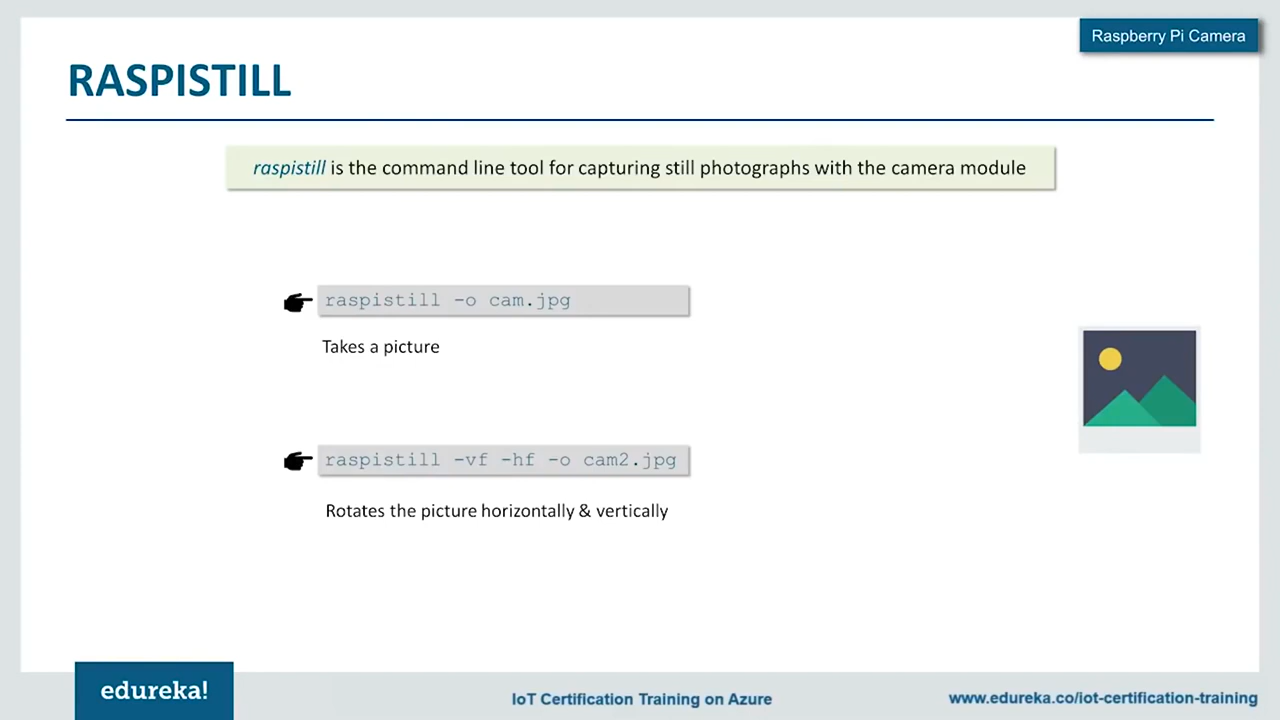 Raspberry Pi Camera
RASPISTILL
raspistill is the command line tool for capturing still photographs with the camera module
raspistill -o cam.jpg
Takes a picture
raspistill -vf -hf -o cam2.jpg
Rotates the picture horizontally & vertically
edureka!
IoT Certification Training on Azure
www.edureka.co/iot-certification-training